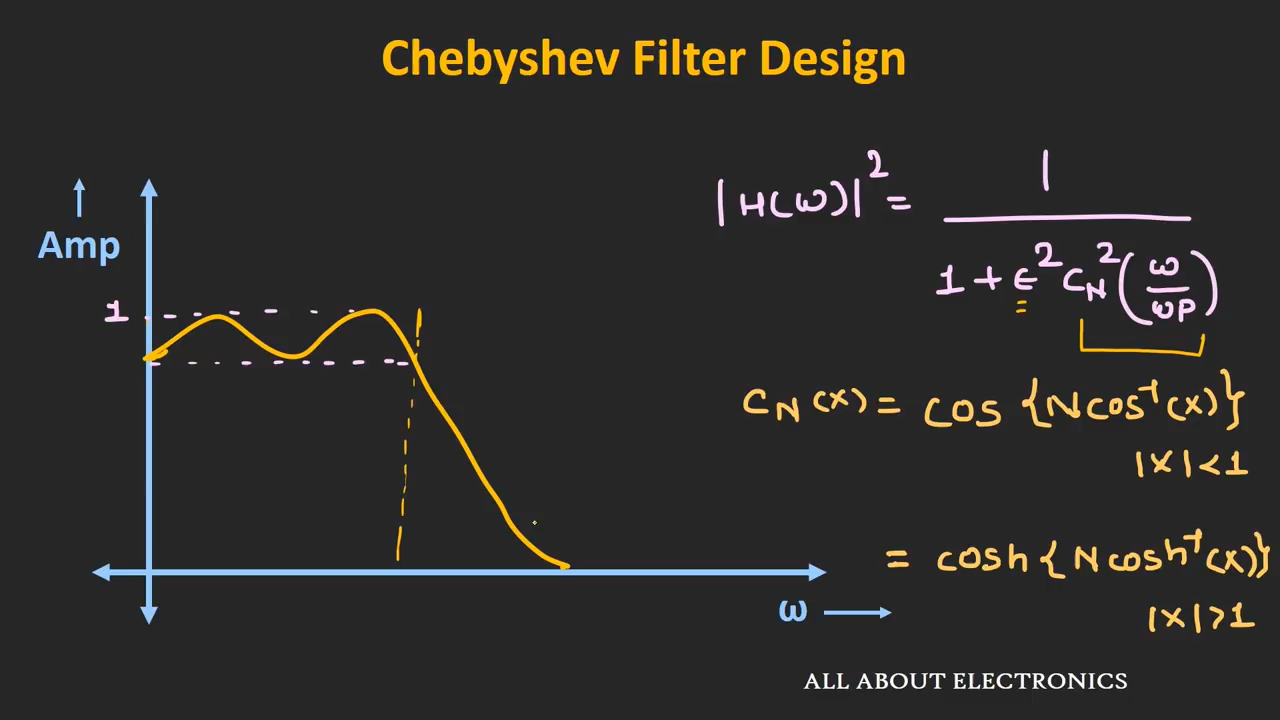 Chebyshev Filter Design
Amp
1
ω
|H(ω)|² = 1 / (1 + ε² C_N² (ω / ωP))
C_N (x) = cos {N cos⁻¹ (x)}
|x| < 1
= cosh {N cosh⁻¹ (x)}
|x| > 1
ALL ABOUT ELECTRONICS